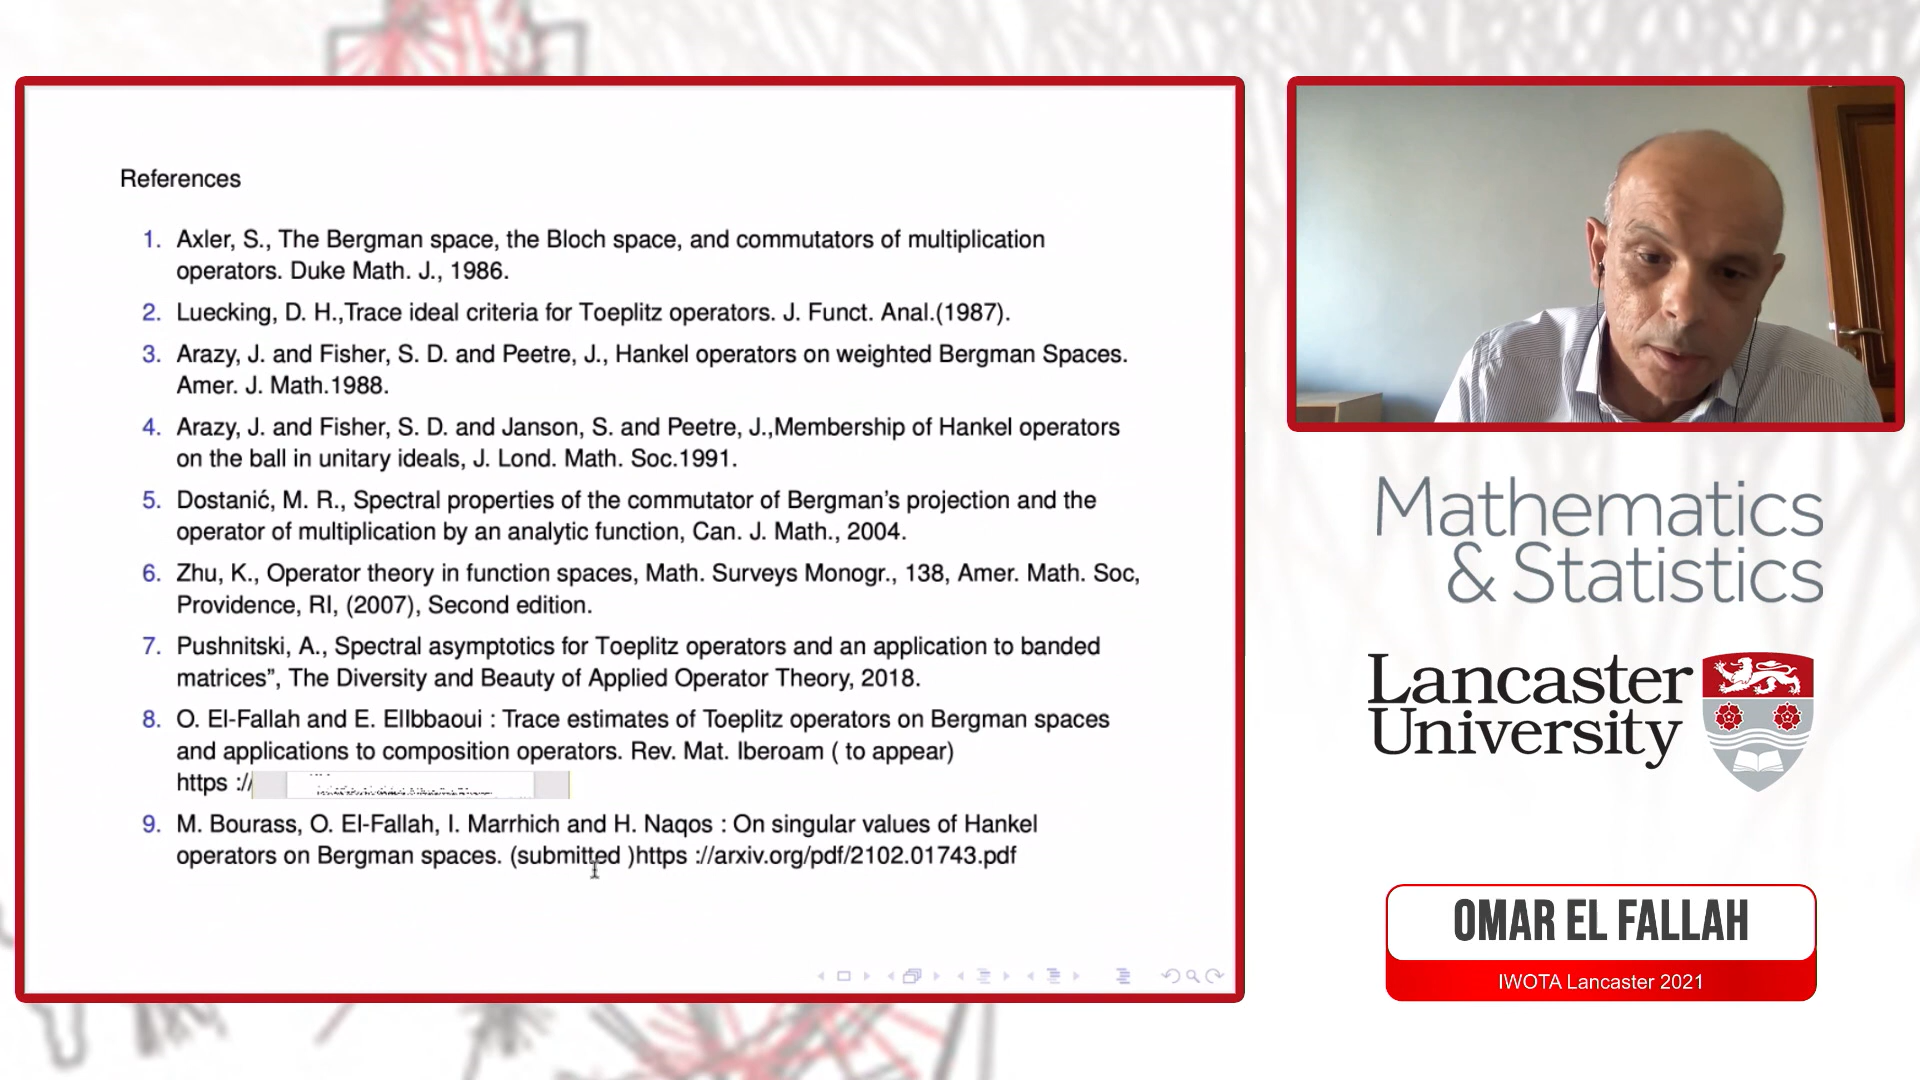 References
1. Axler, S., The Bergman space, the Bloch space, and commutators of multiplication
operators. Duke Math. J., 1986.
2. Luecking, D. H.,Trace ideal criteria for Toeplitz operators. J. Funct. Anal.(1987).
3. Arazy, J. and Fisher, S. D. and Peetre, J., Hankel operators on weighted Bergman Spaces.
Amer. J. Math.1988.
4. Arazy, J. and Fisher, S. D. and Janson, S. and Peetre, J.,Membership of Hankel operators
on the ball in unitary ideals, J. Lond. Math. Soc.1991.
5. Dostanić, M. R., Spectral properties of the commutator of Bergman's projection and the
operator of multiplication by an analytic function, Can. J. Math., 2004.
6. Zhu, K., Operator theory in function spaces, Math. Surveys Monogr., 138, Amer. Math. Soc,
Providence, RI, (2007), Second edition.
7. Pushnitski, A., Spectral asymptotics for Toeplitz operators and an application to banded
matrices”, The Diversity and Beauty of Applied Operator Theory, 2018.
8. O. El-Fallah and E. ElIbbaoui : Trace estimates of Toeplitz operators on Bergman spaces
and applications to composition operators. Rev. Mat. Iberoam ( to appear)
https ://
9. M. Bourass, O. El-Fallah, I. Marrhich and H. Naqos : On singular values of Hankel
operators on Bergman spaces. (submitted )https ://arxiv.org/pdf/2102.01743.pdf
Mathematics
& Statistics
Lancaster
University
OMAR EL FALLAH
IWOTA Lancaster 2021